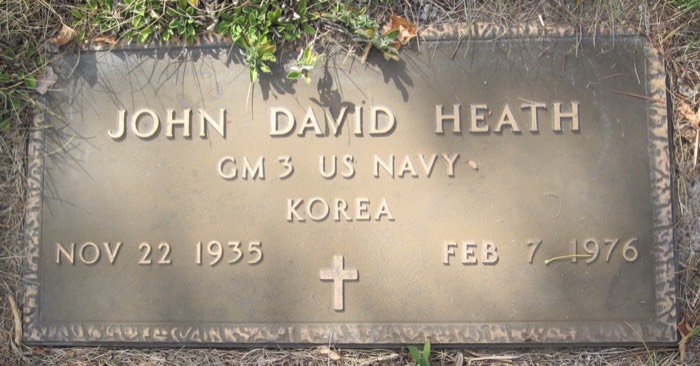 JOHN DAVID HEATH
GM3 US NAVY
KOREA
NOV 22 1935 FEB 7 1976